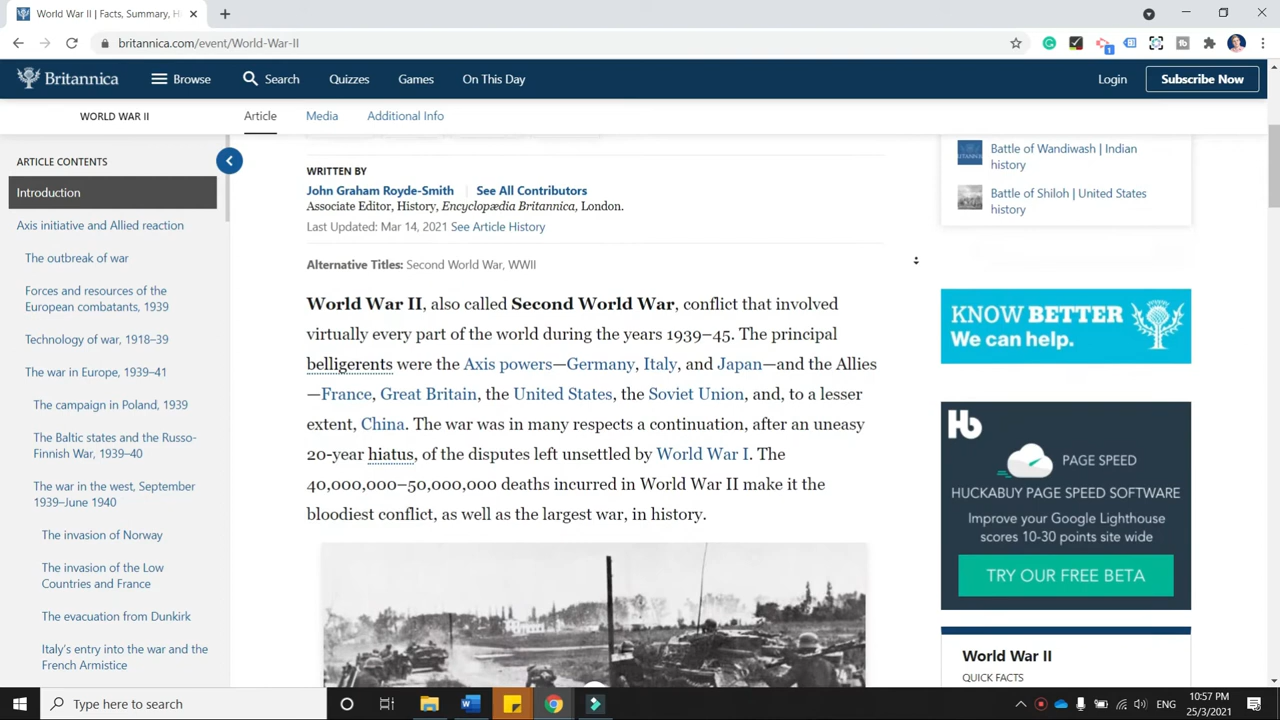 World War II | Facts, Summary, H
britannica.com/event/World-War-II
1
Britannica
Browse
Search
Quizzes
Games
On This Day
Login
Subscribe Now
WORLD WAR II
Article
Media
Additional Info
ARTICLE CONTENTS
Introduction
Axis initiative and Allied reaction
The outbreak of war
Forces and resources of the
European combatants, 1939
Technology of war, 1918–39
The war in Europe, 1939–41
The campaign in Poland, 1939
The Baltic states and the Russo-
Finnish War, 1939–40
The war in the west, September
1939–June 1940
The invasion of Norway
The invasion of the Low
Countries and France
The evacuation from Dunkirk
Italy's entry into the war and the
French Armistice
WRITTEN BY
John Graham Royde-Smith | See All Contributors
Associate Editor, History, Encyclopædia Britannica, London.
Last Updated: Mar 14, 2021 See Article History
Alternative Titles: Second World War, WWII
World War II, also called Second World War, conflict that involved
virtually every part of the world during the years 1939–45. The principal
belligerents were the Axis powers—Germany, Italy, and Japan—and the Allies
—France, Great Britain, the United States, the Soviet Union, and, to a lesser
extent, China. The war was in many respects a continuation, after an uneasy
20-year hiatus, of the disputes left unsettled by World War I. The
40,000,000–50,000,000 deaths incurred in World War II make it the
bloodiest conflict, as well as the largest war, in history.
Battle of Wandiwash | Indian
history
Battle of Shiloh | United States
history
KNOW BETTER
We can help.
Hb
PAGE SPEED
HUCKABUY PAGE SPEED SOFTWARE
Improve your Google Lighthouse
scores 10-30 points site wide
TRY OUR FREE BETA
World War II
QUICK FACTS
Type here to search
ENG
10:57 PM
25/3/2021